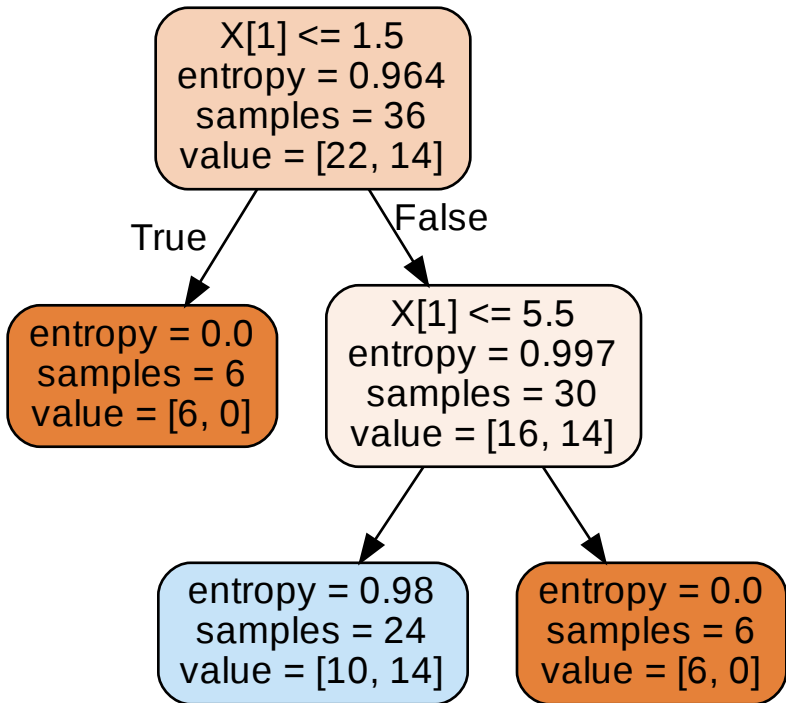 X[1] <= 1.5
entropy = 0.964
samples = 36
value = [22, 14]
True
False
entropy = 0.0
samples = 6
value = [6, 0]
X[1] <= 5.5
entropy = 0.997
samples = 30
value = [16, 14]
entropy = 0.98
samples = 24
value = [10, 14]
entropy = 0.0
samples = 6
value = [6, 0]